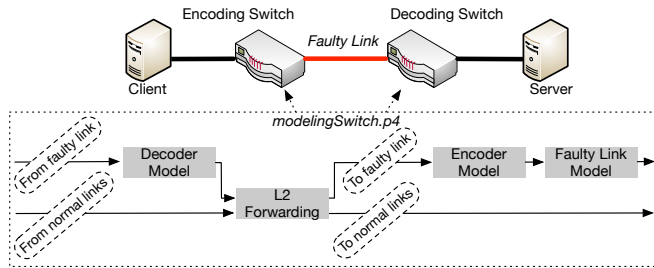 Encoding Switch
Decoding Switch
Faulty Link
Client
Server
modelingSwitch.p4
From faulty link
Decoder
Model
To faulty link
Encoder
Model
Faulty Link
Model
From normal links
L2
Forwarding
To normal links